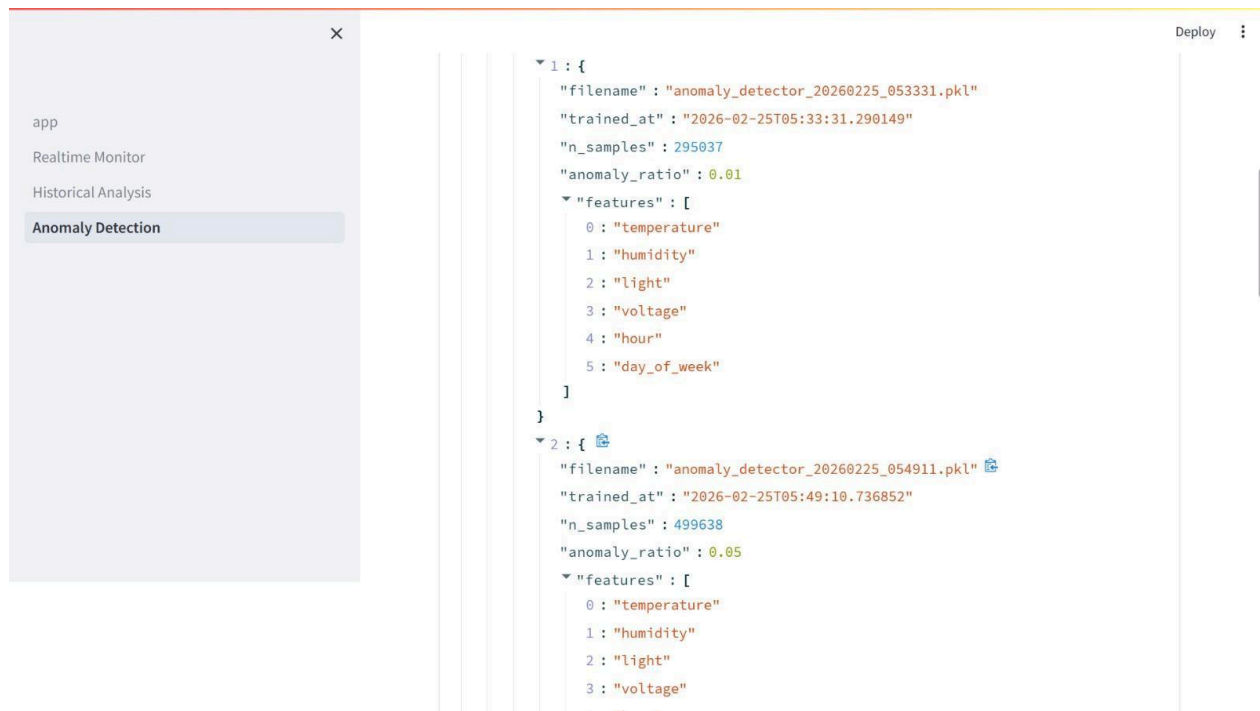 Deploy
app
Realtime Monitor
Historical Analysis
Anomaly Detection
1 : {
"filename" : "anomaly_detector_20260225_053331.pkl"
"trained_at" : "2026-02-25T05:33:31.290149"
"n_samples" : 295037
"anomaly_ratio" : 0.01
"features" : [
0 : "temperature"
1 : "humidity"
2 : "light"
3 : "voltage"
4 : "hour"
5 : "day_of_week"
]
}
2 : {
"filename" : "anomaly_detector_20260225_054911.pkl"
"trained_at" : "2026-02-25T05:49:10.736852"
"n_samples" : 499638
"anomaly_ratio" : 0.05
"features" : [
0 : "temperature"
1 : "humidity"
2 : "light"
3 : "voltage"